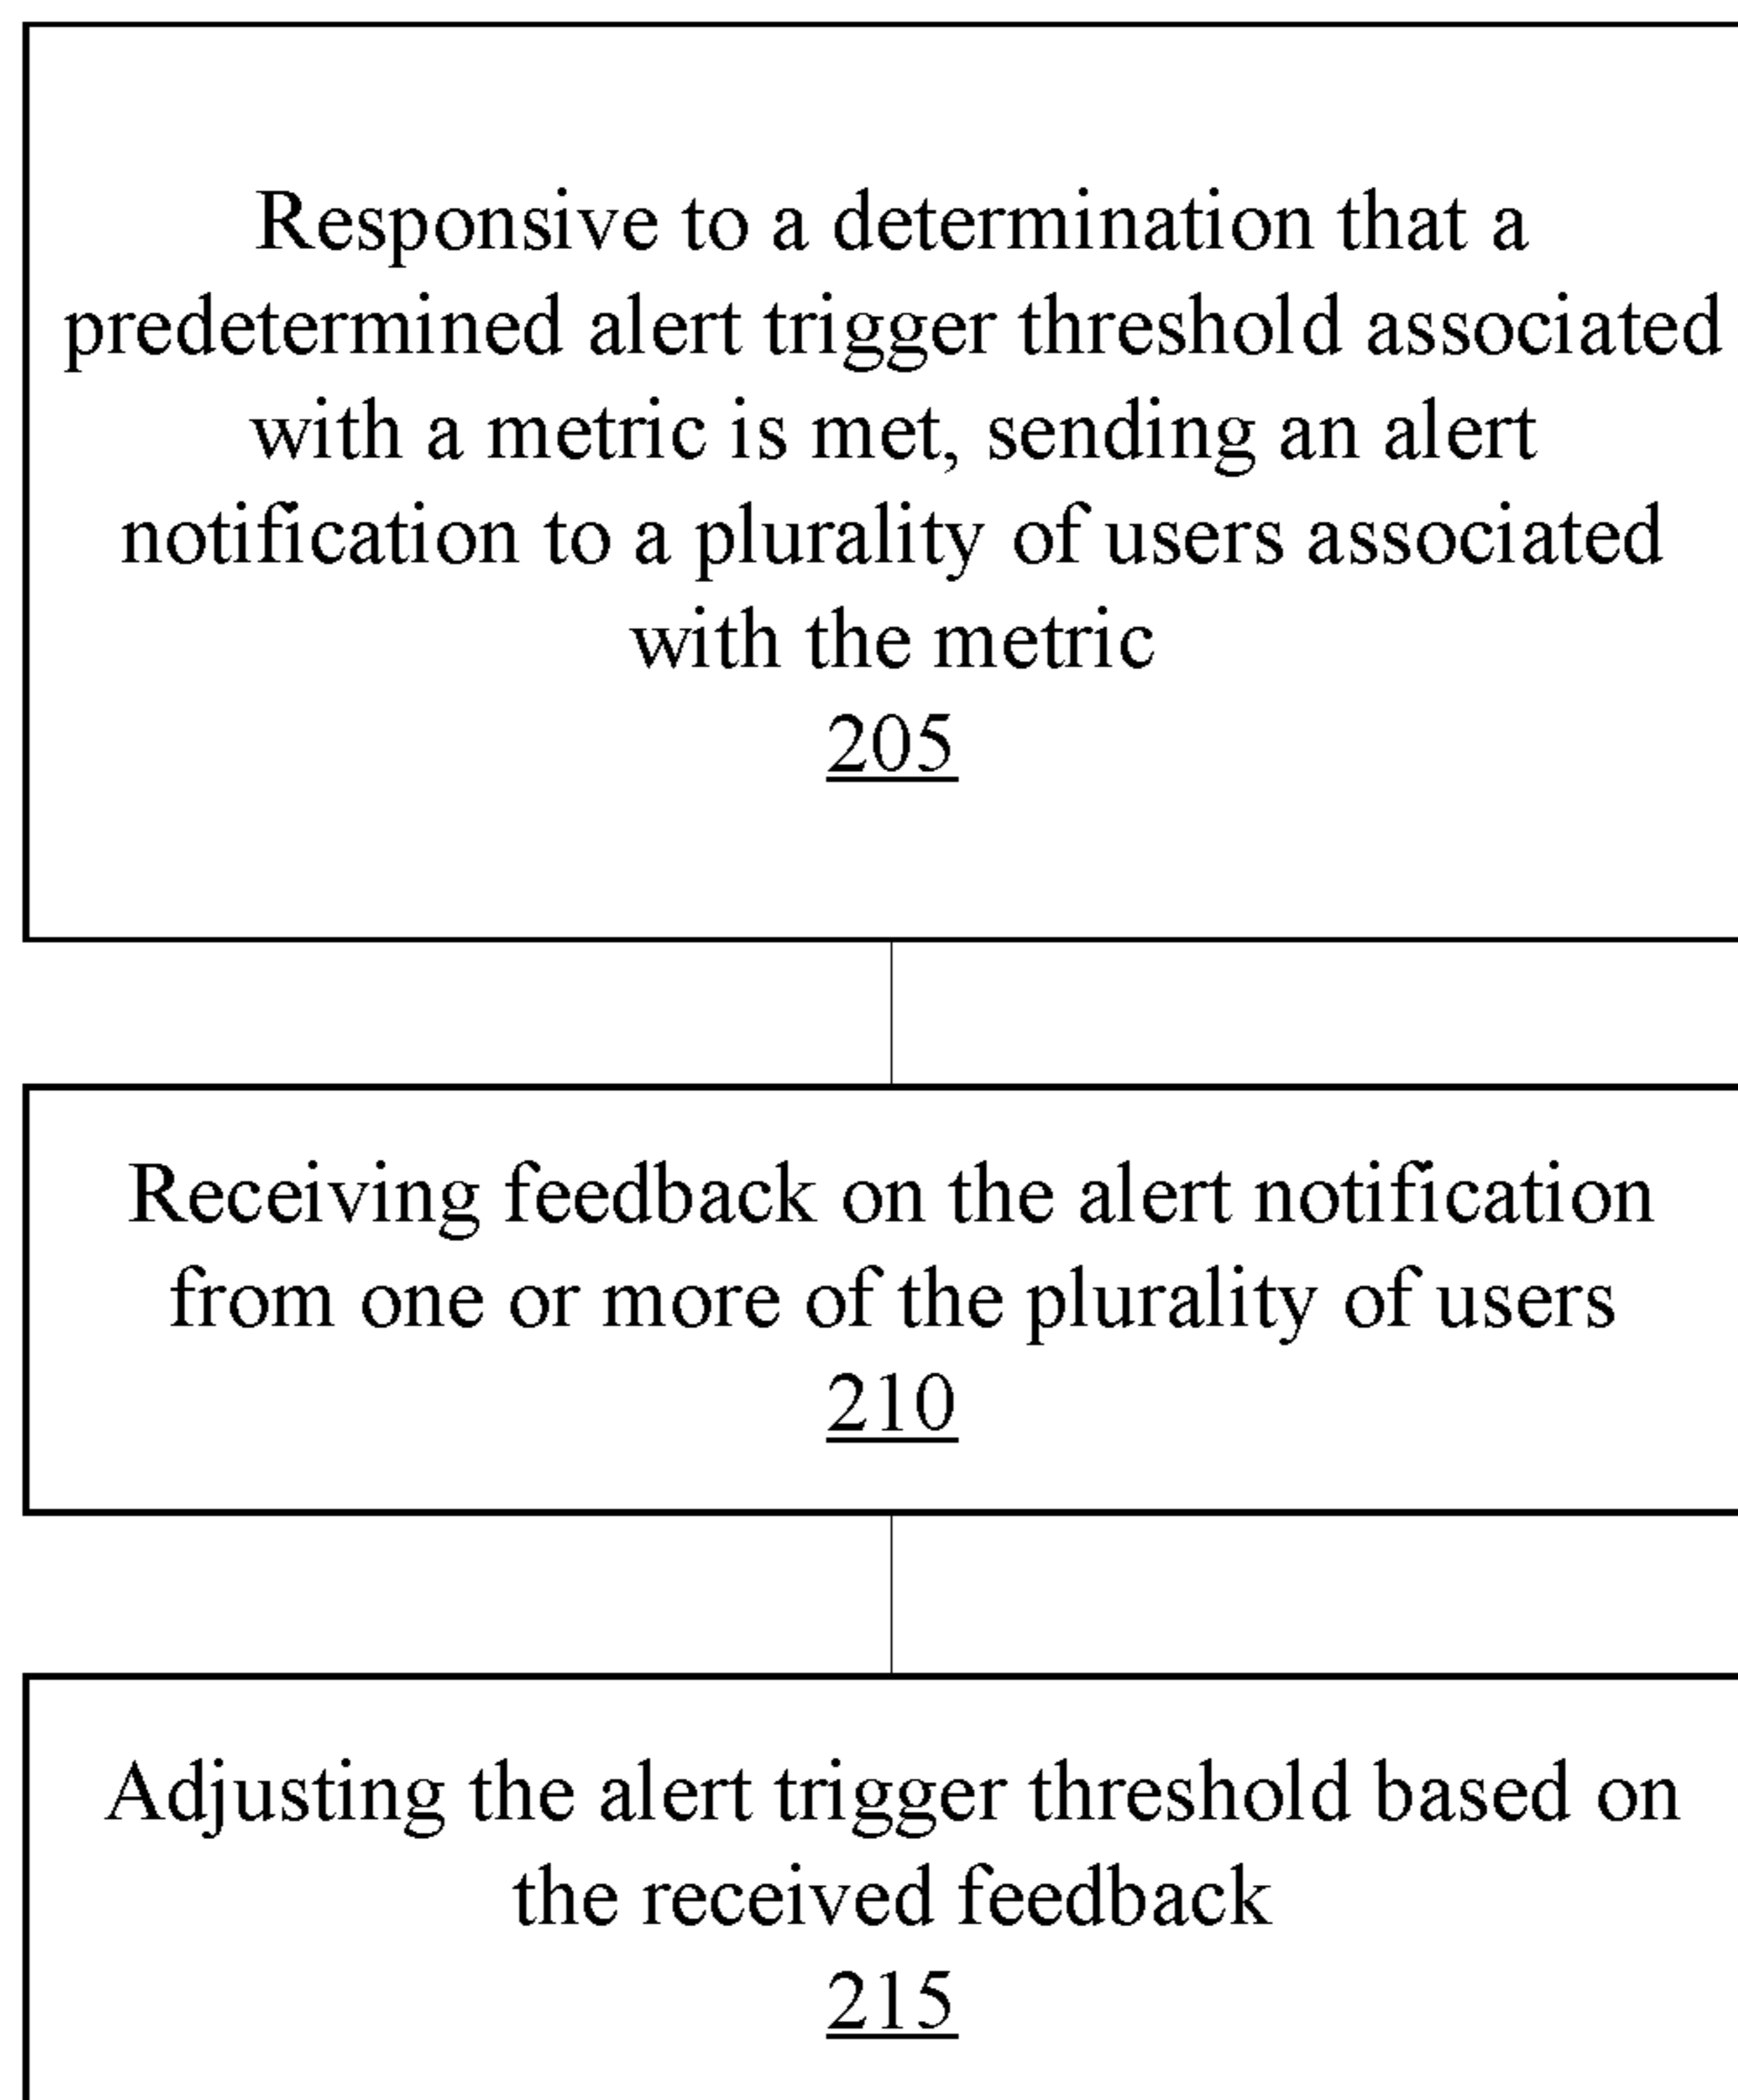 Responsive to a determination that a
predetermined alert trigger threshold associated
with a metric is met, sending an alert
notification to a plurality of users associated
with the metric
205
Receiving feedback on the alert notification
from one or more of the plurality of users
210
Adjusting the alert trigger threshold based on
the received feedback
215